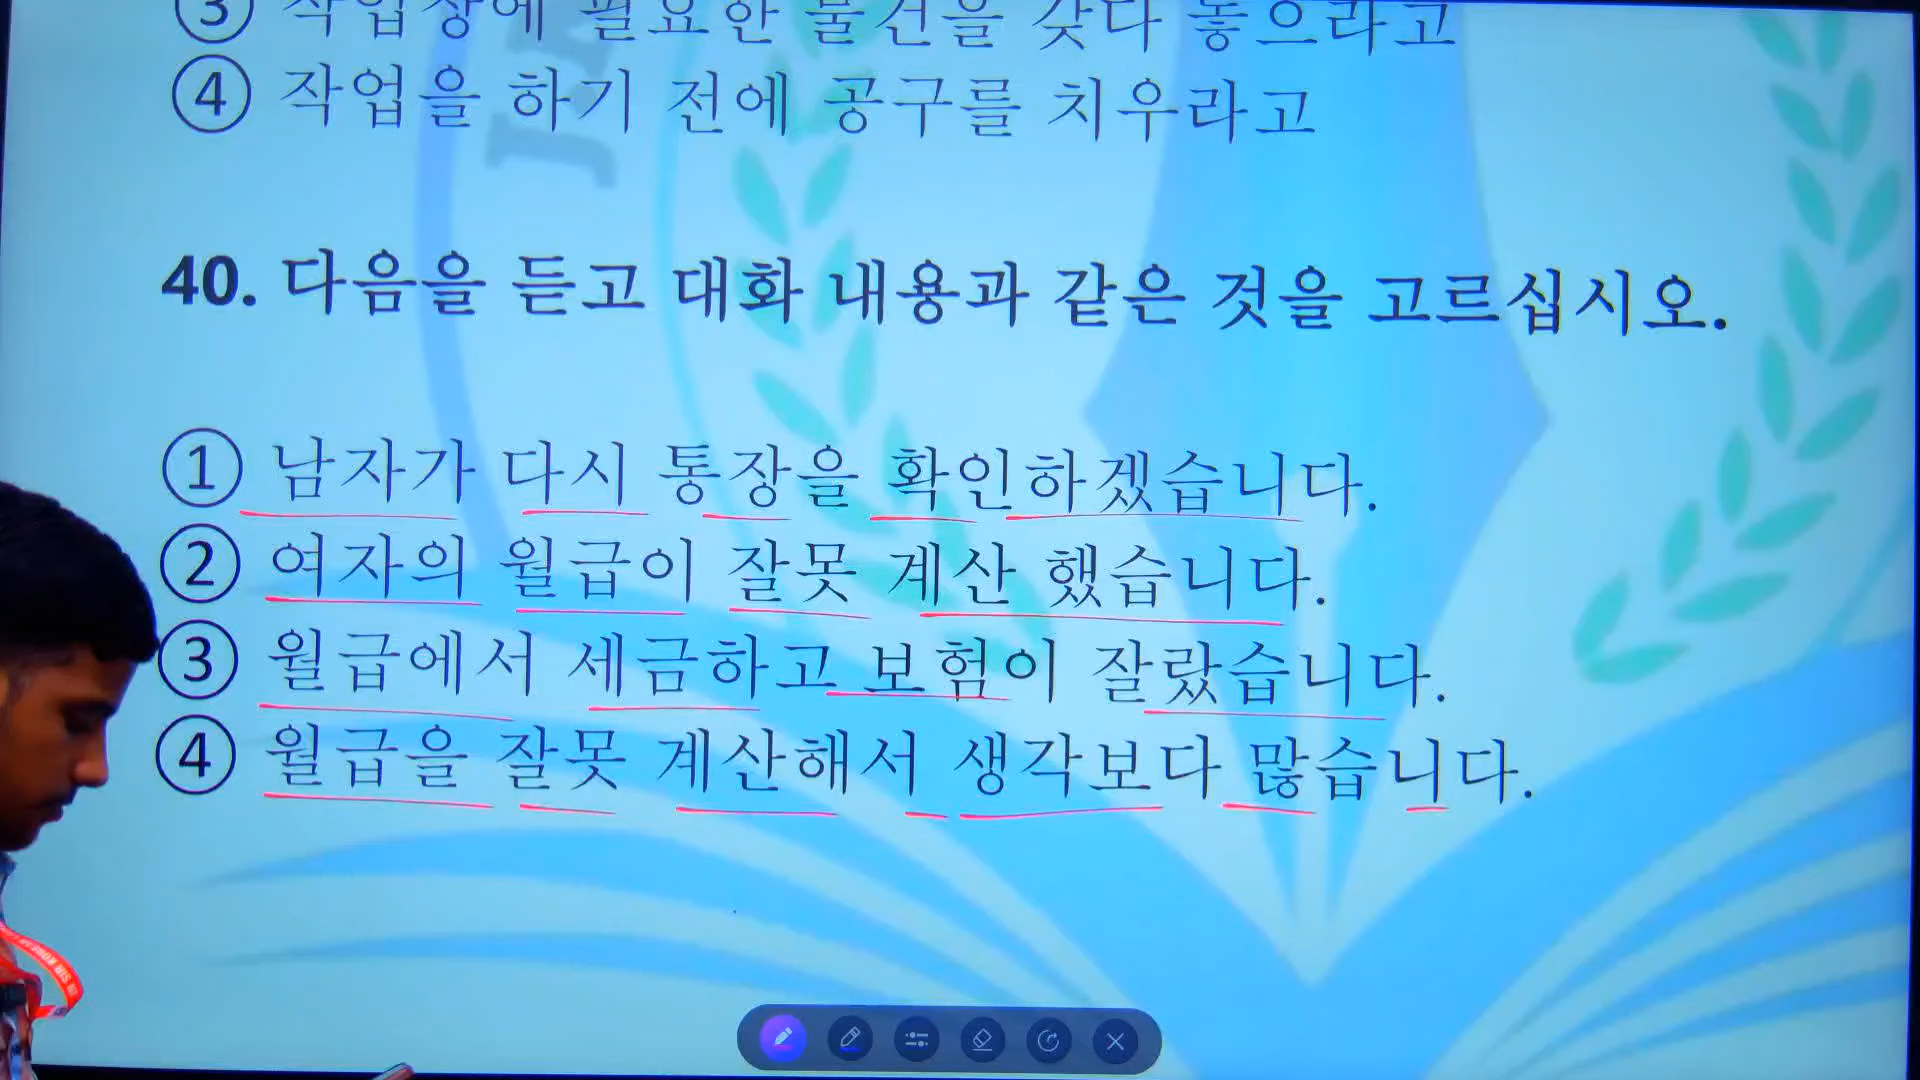 ③ 작업장에 필요한 물건을 갖다 놓으라고
④ 작업을 하기 전에 공구를 치우라고
40. 다음을 듣고 대화 내용과 같은 것을 고르십시오.
① 남자가 다시 통장을 확인하겠습니다.
② 여자의 월급이 잘못 계산 했습니다.
③ 월급에서 세금하고 보험이 잘랐습니다.
④ 월급을 잘못 계산해서 생각보다 많습니다.